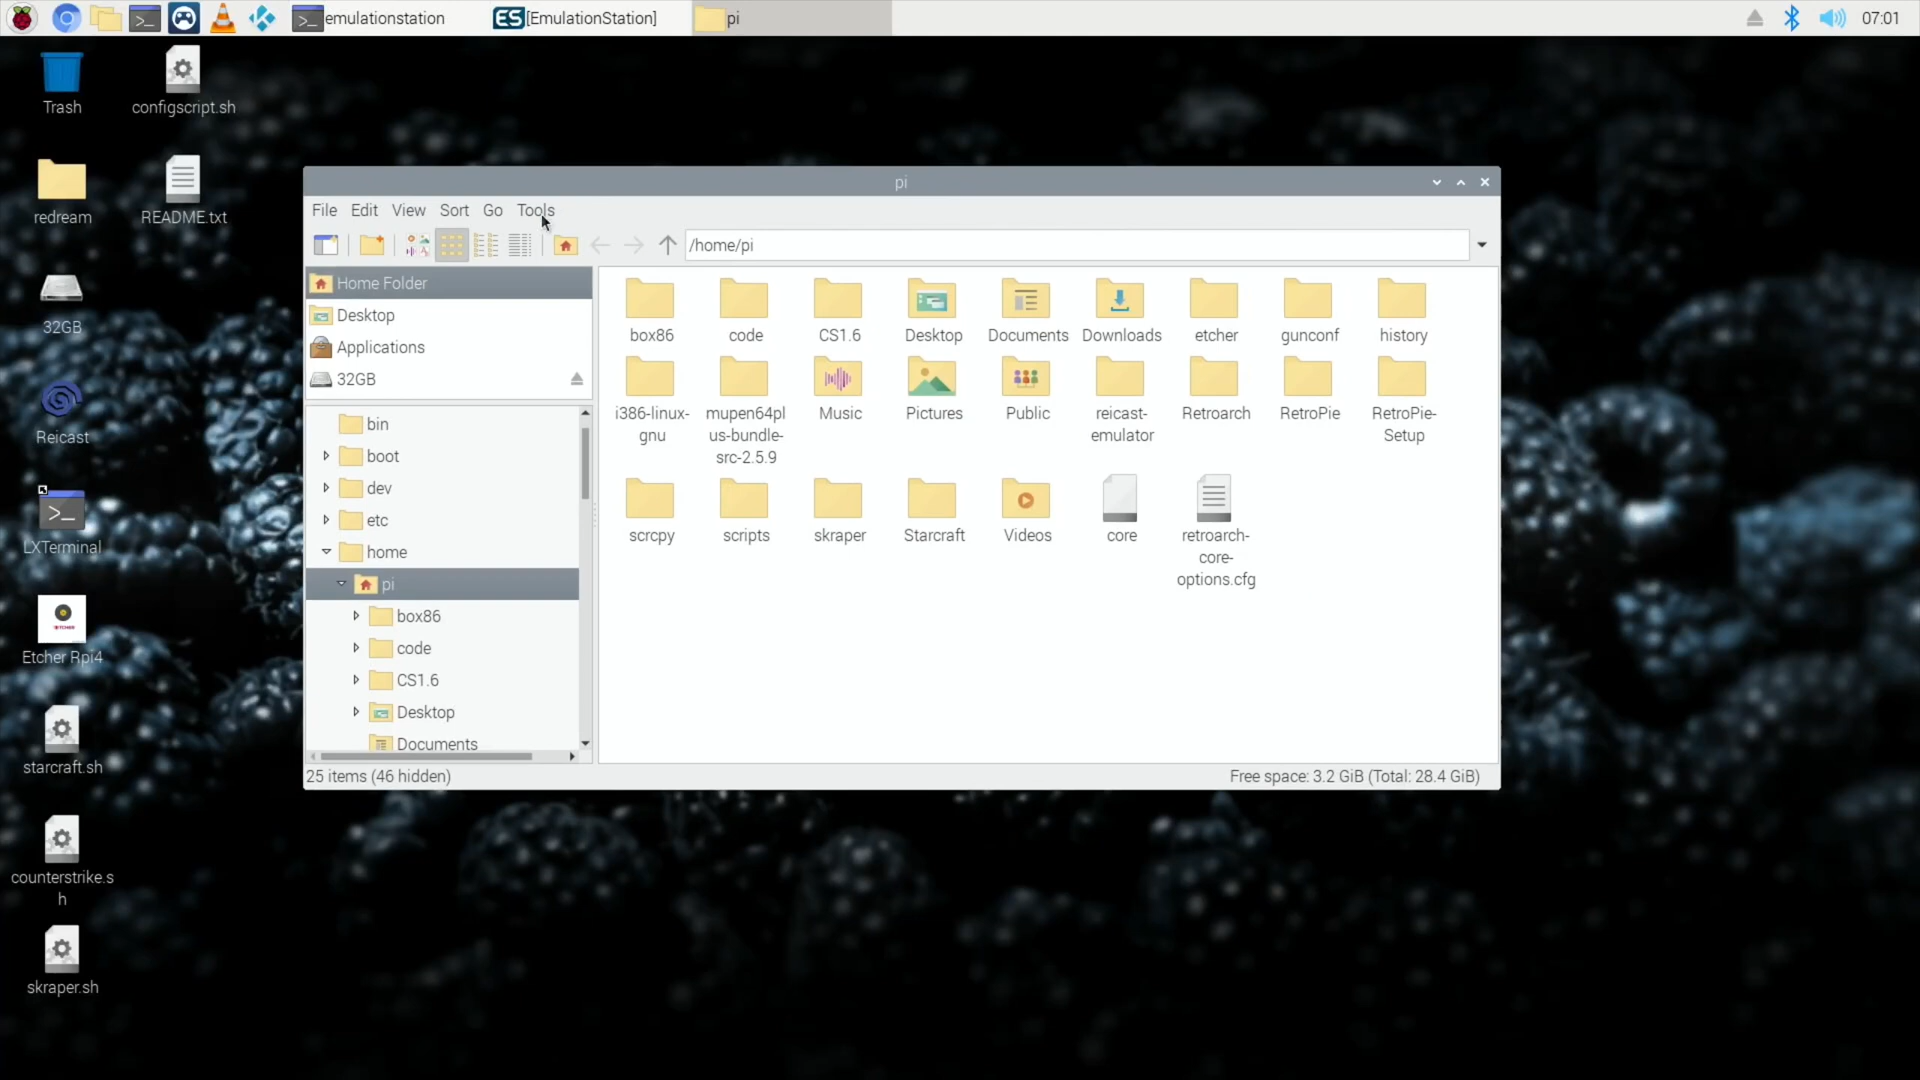 emulationstation
ES [EmulationStation]
pi
07:01
Trash
configscript.sh
redream
README.txt
32GB
Reicast
LXTerminal
Etcher Rpi4
starcraft.sh
counterstrike.s
h
skraper.sh
pi
File Edit View Sort Go Tools
/home/pi
Home Folder
Desktop
Applications
32GB
bin
boot
dev
etc
home
pi
box86
code
CS1.6
Desktop
Documents
box86 code CS1.6 Desktop Documents Downloads etcher gunconf history
i386-linux-
gnu
mupen64pl
us-bundle-
src-2.5.9
Music
Pictures
Public
reicast-
emulator
Retroarch
RetroPie
RetroPie-
Setup
scrcpy
scripts
skraper
Starcraft
Videos
core
retroarch-
core-
options.cfg
25 items (46 hidden)
Free space: 3.2 GiB (Total: 28.4 GiB)